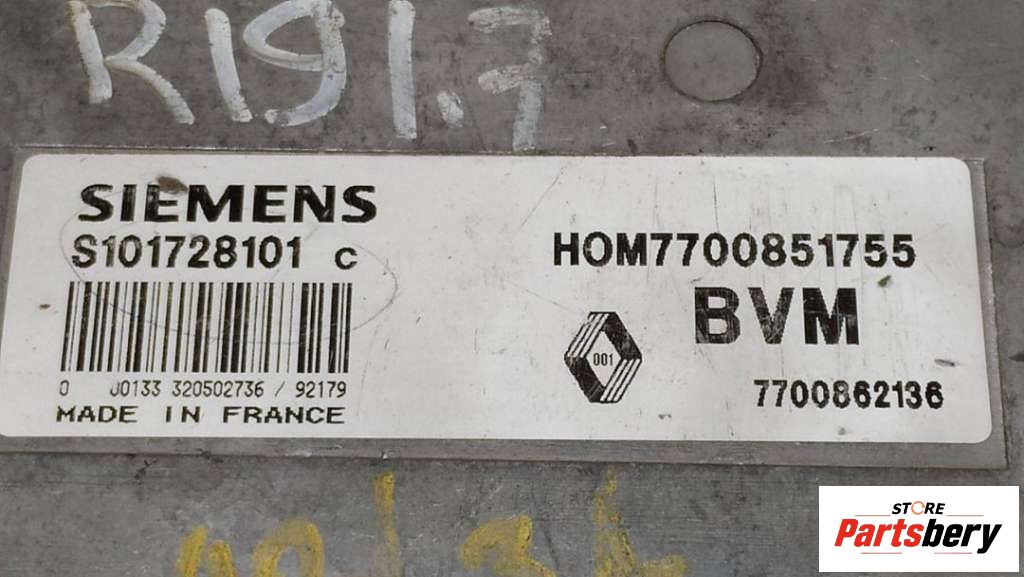 R19 1.7
SIEMENS
S101728101 C
HOM7700851755
BVM
001
0 00133 320502736 / 92179
7700862136
MADE IN FRANCE
STORE
Partsbery